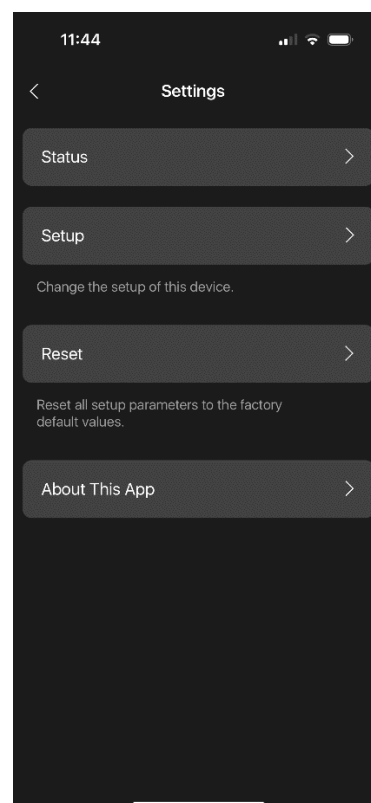 11:44
Settings
Status
Setup
Change the setup of this device.
Reset
Reset all setup parameters to the factory
default values.
About This App